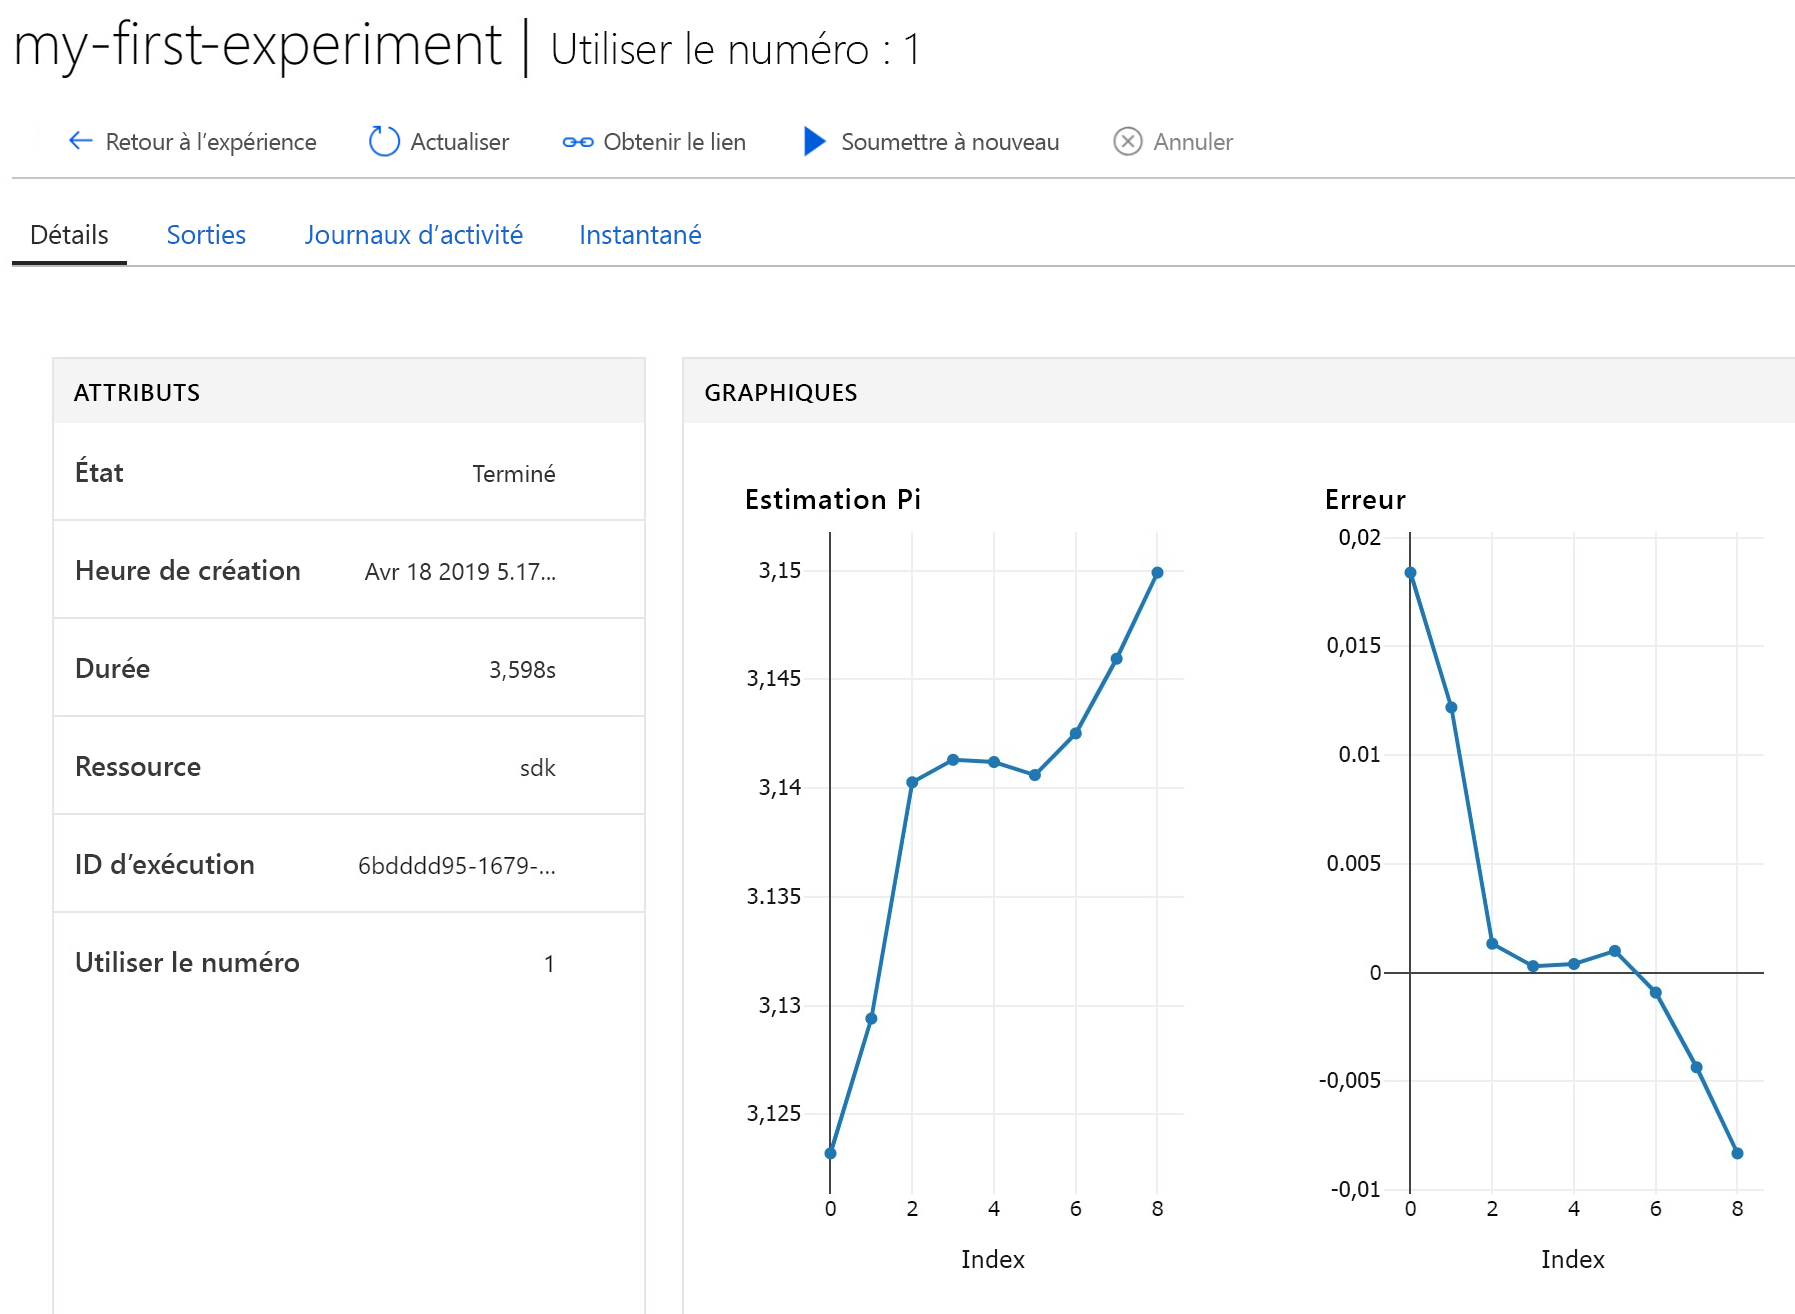 my-first-experiment | Utiliser le numéro : 1
Retour à l’expérience Actualiser Obtenir le lien Soumettre à nouveau Annuler
Détails Sorties Journaux d’activité Instantané
ATTRIBUTS
État Terminé
Heure de création Avr 18 2019 5.17...
Durée 3,598s
Ressource sdk
ID d’exécution 6bdddd95-1679-...
Utiliser le numéro 1
GRAPHIQUES
Estimation Pi
3,15
3,145
3,14
3.135
3,13
3,125
0 2 4 6 8
Index
Erreur
0,02
0,015
0.01
0.005
0
-0,005
-0,01
0 2 4 6 8
Index